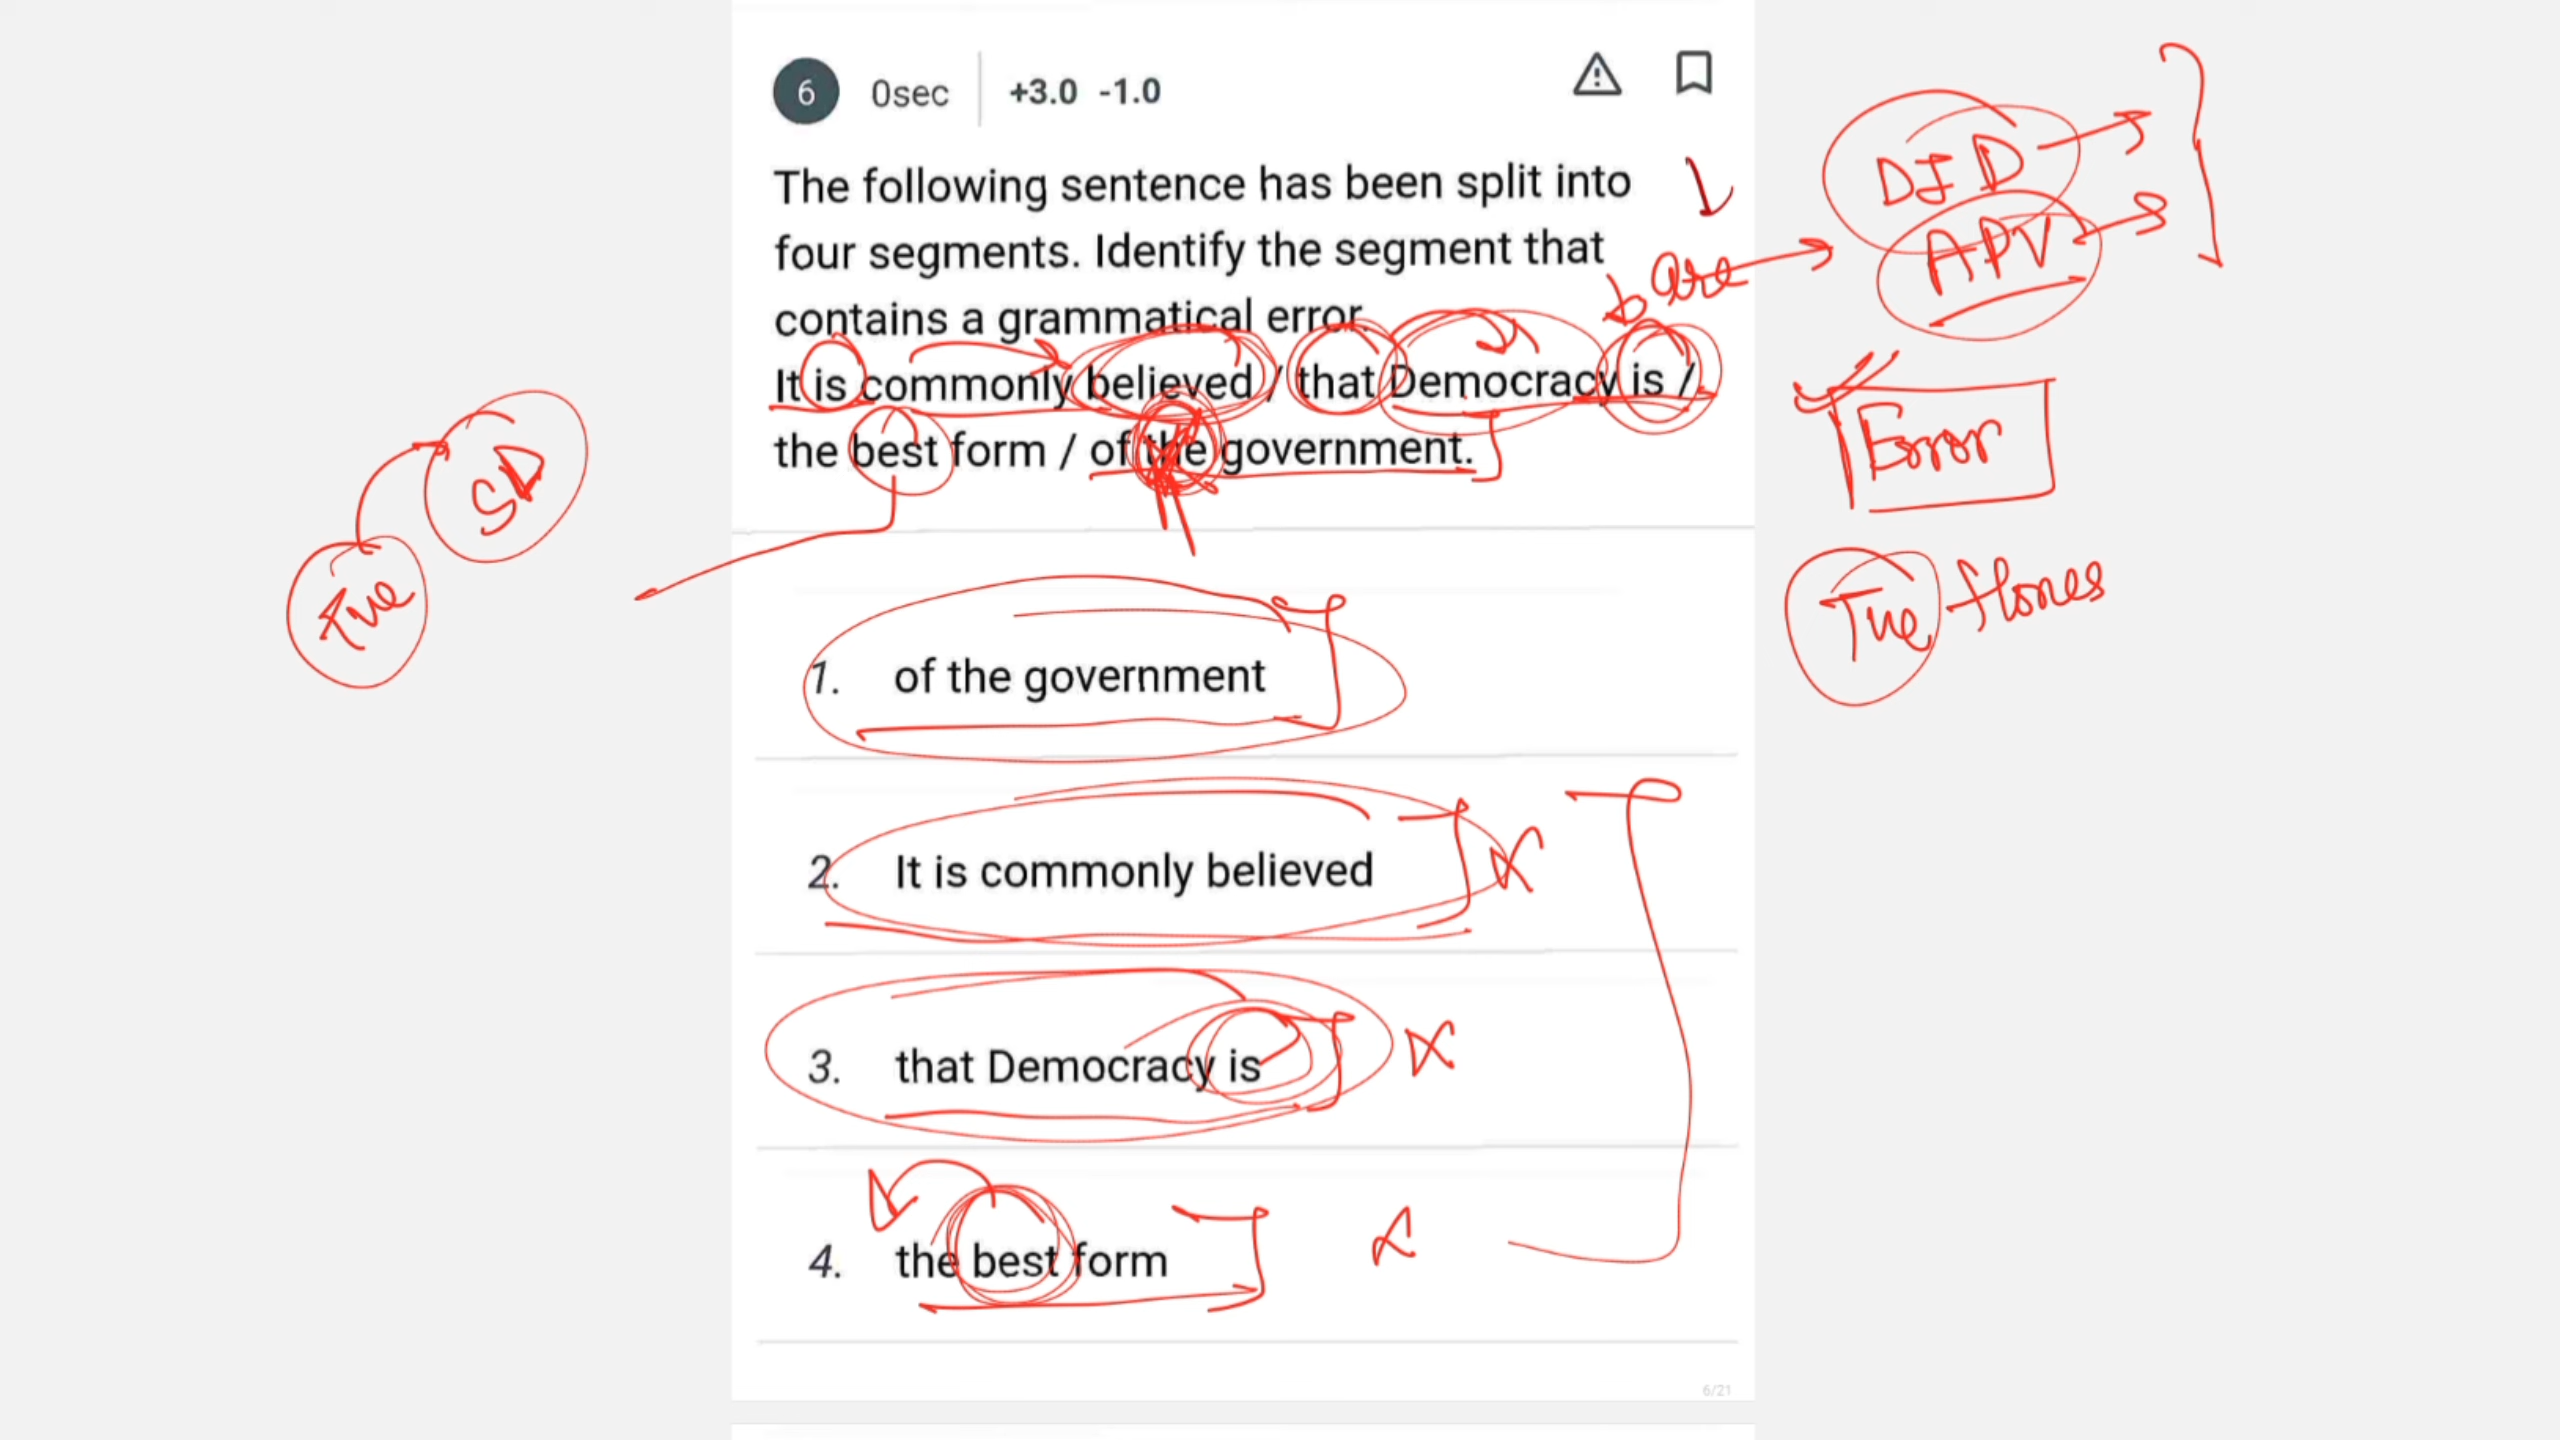 6 0sec +3.0 -1.0
The following sentence has been split into
four segments. Identify the segment that
contains a grammatical error.
It is commonly believed / that Democracy is /
the best form / of the government.
are
APV
Error
SD
1. of the government
2. It is commonly believed
3. that Democracy is
4. the best form
6/21